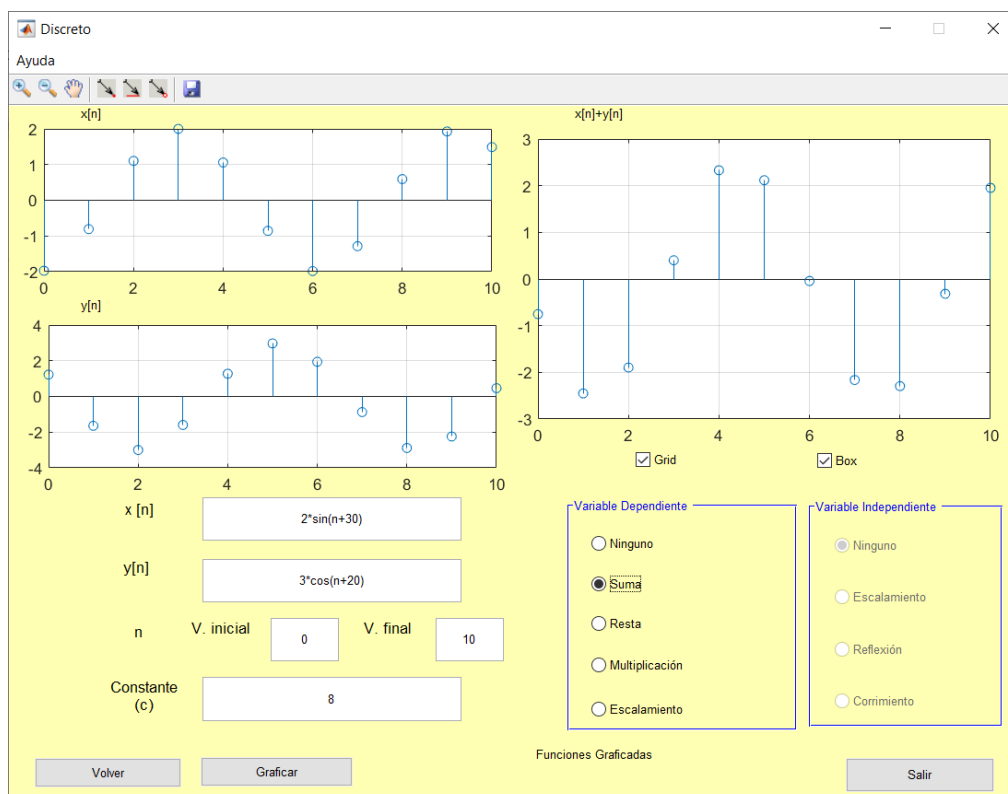 Discreto
Ayuda
x[n]
2
1
0
-1
-2
0 2 4 6 8 10
y[n]
4
2
0
-2
-4
0 2 4 6 8 10
x[n]+y[n]
3
2
1
0
-1
-2
-3
0 2 4 6 8 10
Grid Box
x [n] 2*sin(n+30)
y[n] 3*cos(n+20)
n V. inicial 0 V. final 10
Constante
(c) 8
Variable Dependiente
Ninguno
Suma
Resta
Multiplicación
Escalamiento
Variable Independiente
Ninguno
Escalamiento
Reflexión
Corrimiento
Funciones Graficadas
Volver Graficar Salir